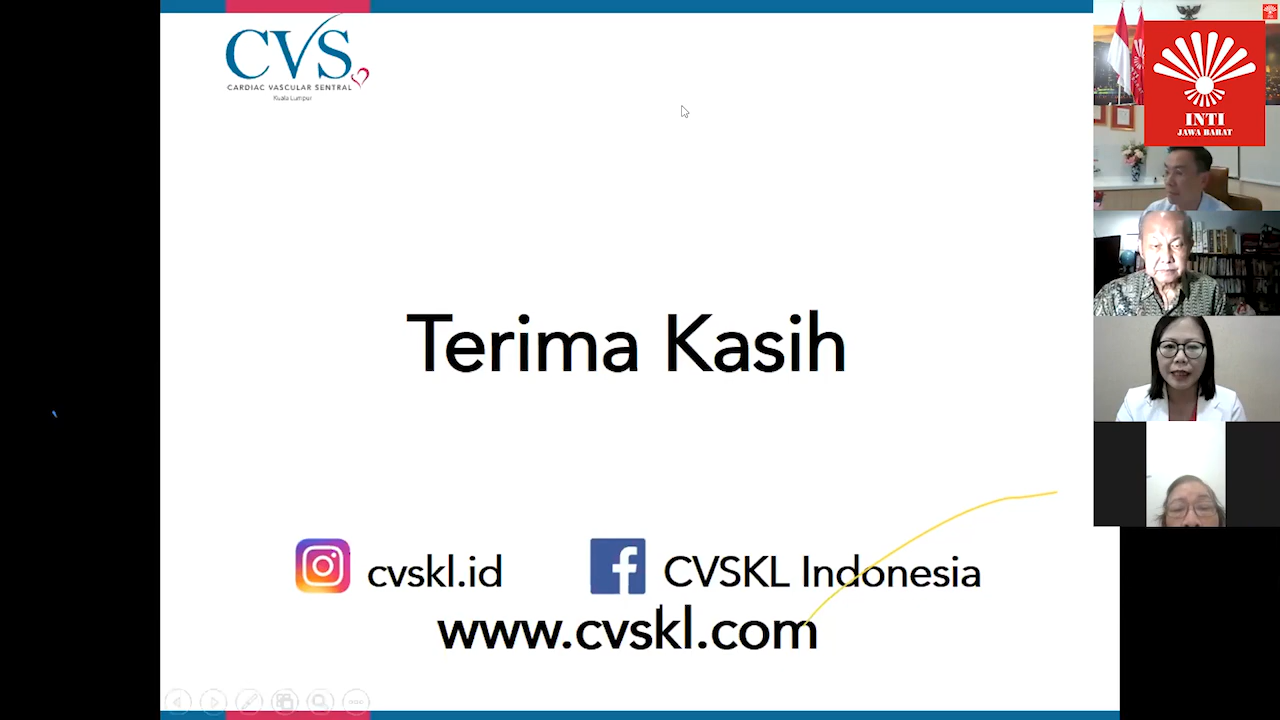 CVS
CARDIAC VASCULAR SENTRAL
Kuala Lumpur
INTI
JAWA BARAT
Terima Kasih
cvskl.id
CVSKL Indonesia
www.cvskl.com